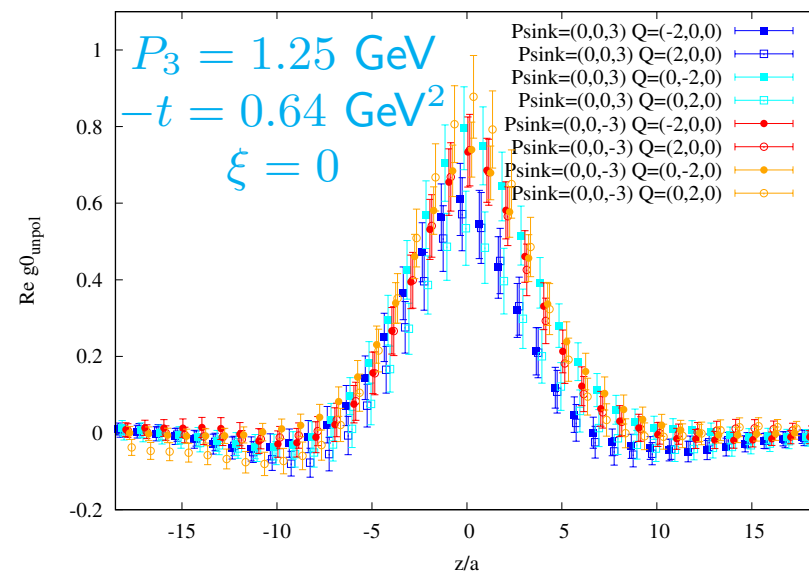 P₃ = 1.25 GeV
−t = 0.64 GeV²
ξ = 0
Psink=(0,0,3) Q=(-2,0,0)
Psink=(0,0,3) Q=(2,0,0)
Psink=(0,0,3) Q=(0,-2,0)
Psink=(0,0,3) Q=(0,2,0)
Psink=(0,0,-3) Q=(-2,0,0)
Psink=(0,0,-3) Q=(2,0,0)
Psink=(0,0,-3) Q=(0,-2,0)
Psink=(0,0,-3) Q=(0,2,0)
Re g0unpol
1
0.8
0.6
0.4
0.2
0
-0.2
-15 -10 -5 0 5 10 15
z/a